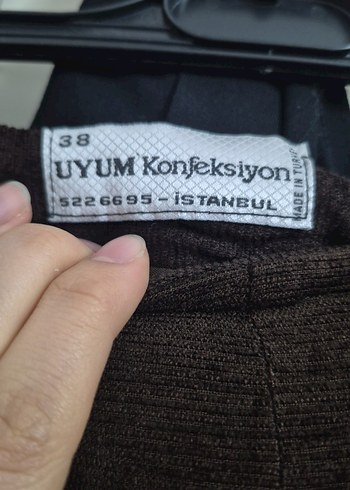 38
UYUM Konfeksiyon
5226695-İSTANBUL
MADE IN TURKEY